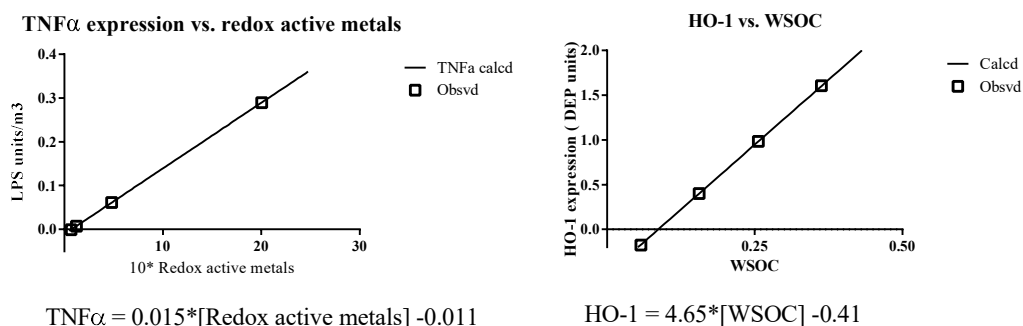 TNFα expression vs. redox active metals
LPS units/m3
0.4
0.3
0.2
0.1
0.0
10
20
30
10* Redox active metals
TNFa calcd
Obsvd
TNFα = 0.015*[Redox active metals] -0.011
HO-1 vs. WSOC
HO-1 expression ( DEP units)
2.0
1.5
1.0
0.5
0.0
0.25
0.50
WSOC
Calcd
Obsvd
HO-1 = 4.65*[WSOC] -0.41